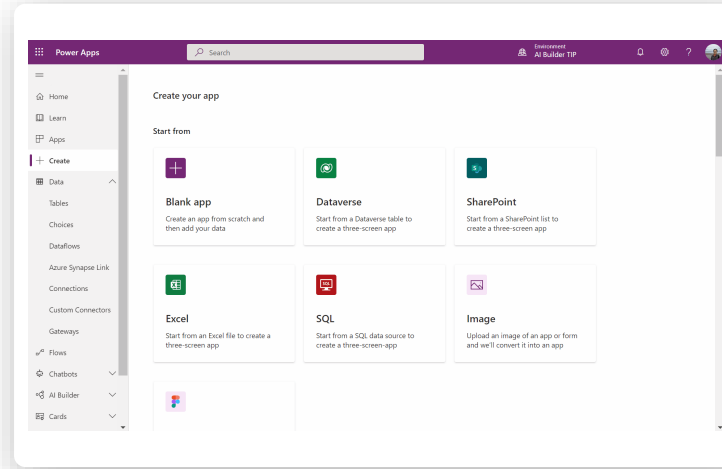 Power Apps
Search
Environment
AI Builder TIP
?
Home
Learn
Apps
Create
Data
Tables
Choices
Dataflows
Azure Synapse Link
Connections
Custom Connectors
Gateways
Flows
Chatbots
AI Builder
Cards
Create your app
Start from
Blank app
Create an app from scratch and
then add your data
Dataverse
Start from a Dataverse table to
create a three-screen app
S
SharePoint
Start from a SharePoint list to
create a three-screen app
Excel
Start from an Excel file to create a
three-screen app
SQL
SQL
Start from a SQL data source to
create a three-screen-app
Image
Upload an image of an app or form
and we'll convert it into an app